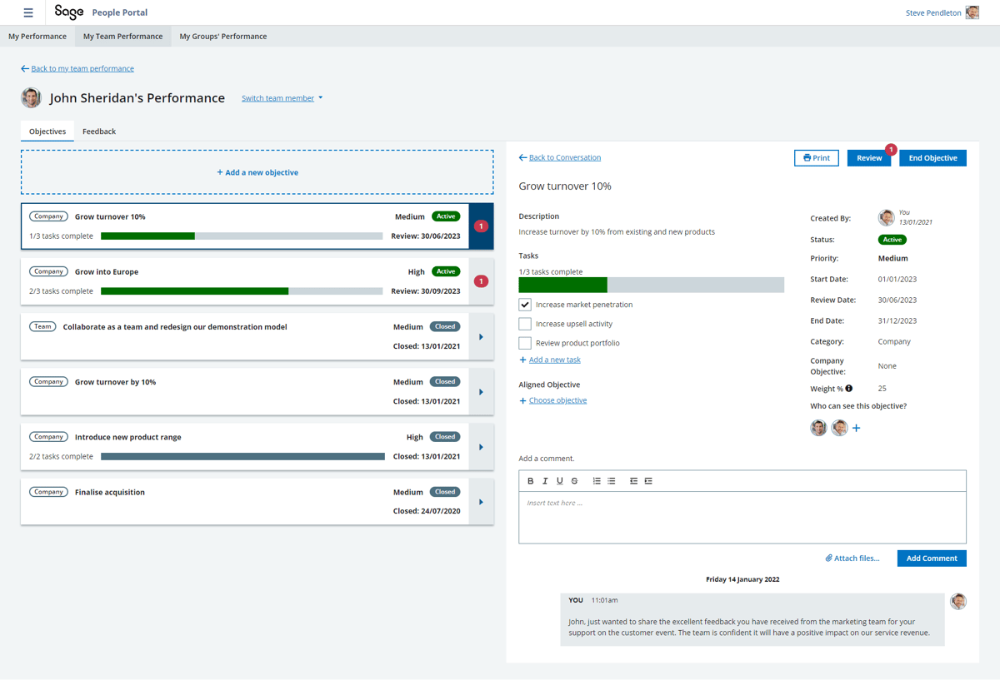 Sage People Portal
Steve Pendleton
My Performance My Team Performance My Groups' Performance
Back to my team performance
John Sheridan's Performance Switch team member
Objectives Feedback
+ Add a new objective
Company Grow turnover 10% Medium Active
1/3 tasks complete Review: 30/06/2023
1
Company Grow into Europe High Active
2/3 tasks complete Review: 30/09/2023
1
Team Collaborate as a team and redesign our demonstration model Medium Closed
Closed: 13/01/2021
Company Grow turnover by 10% Medium Closed
Closed: 13/01/2021
Company Introduce new product range High Closed
2/2 tasks complete Closed: 13/01/2021
Company Finalise acquisition Medium Closed
Closed: 24/07/2020
Back to Conversation
Print Review 1 End Objective
Grow turnover 10%
Description
Increase turnover by 10% from existing and new products
Tasks
1/3 tasks complete
Increase market penetration
Increase upsell activity
Review product portfolio
+ Add a new task
Aligned Objective
+ Choose objective
Created By: You
13/01/2021
Status: Active
Priority: Medium
Start Date: 01/01/2023
Review Date: 30/06/2023
End Date: 31/12/2023
Category: Company
Company
Objective: None
Weight % 25
Who can see this objective?
+
Add a comment.
B I U S
Insert text here ...
Attach files... Add Comment
Friday 14 January 2022
YOU 11:01am
John, just wanted to share the excellent feedback you have received from the marketing team for your
support on the customer event. The team is confident it will have a positive impact on our service revenue.